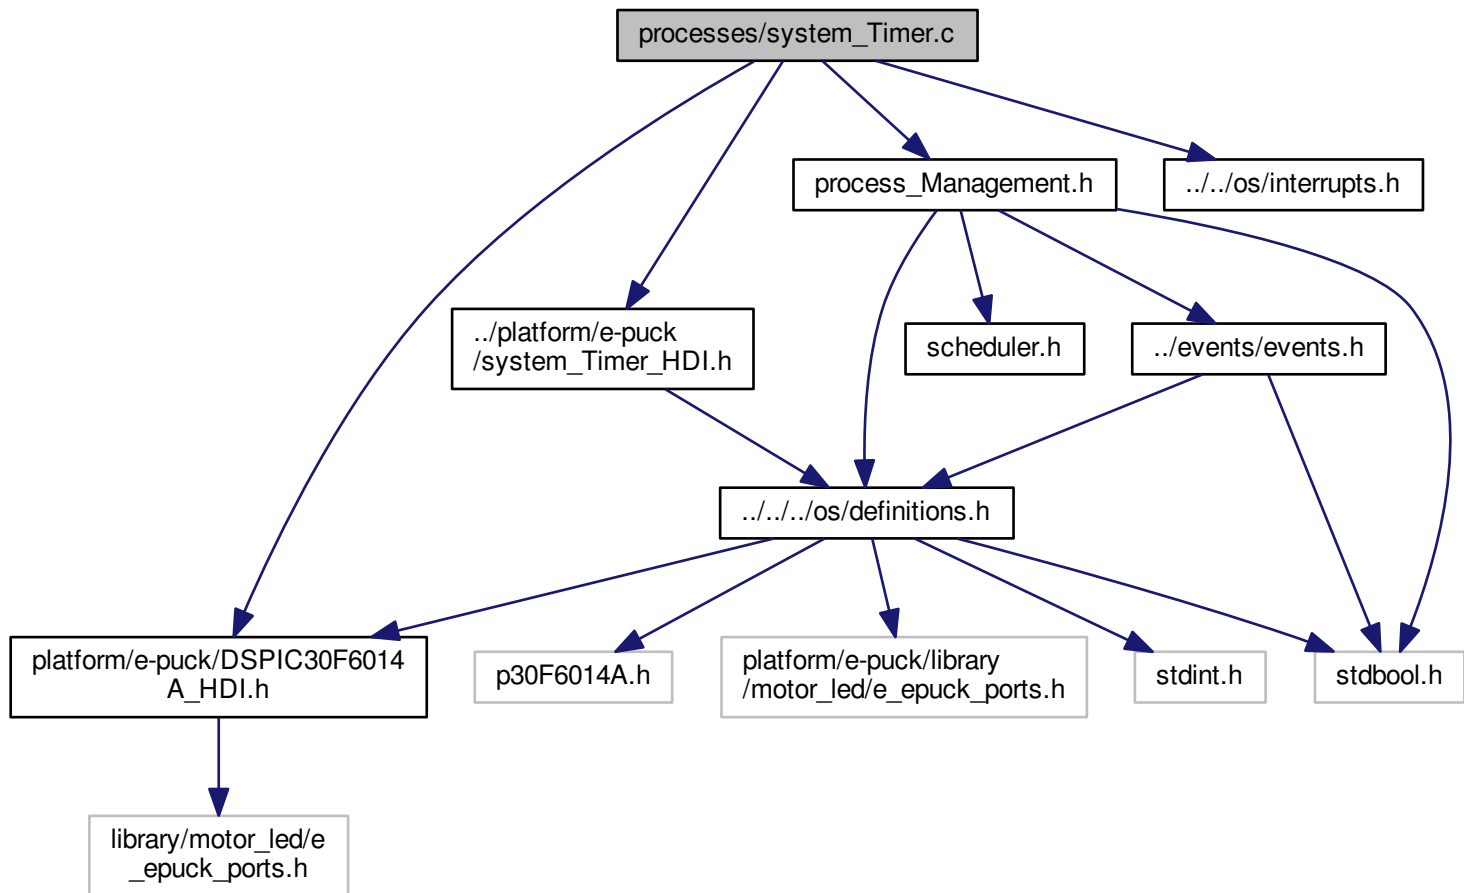 processes/system_Timer.c
process_Management.h
../../os/interrupts.h
../platform/e-puck
/system_Timer_HDI.h
scheduler.h
../events/events.h
../../../os/definitions.h
platform/e-puck/DSPIC30F6014
A_HDI.h
p30F6014A.h
platform/e-puck/library
/motor_led/e_epuck_ports.h
stdint.h
stdbool.h
library/motor_led/e
_epuck_ports.h